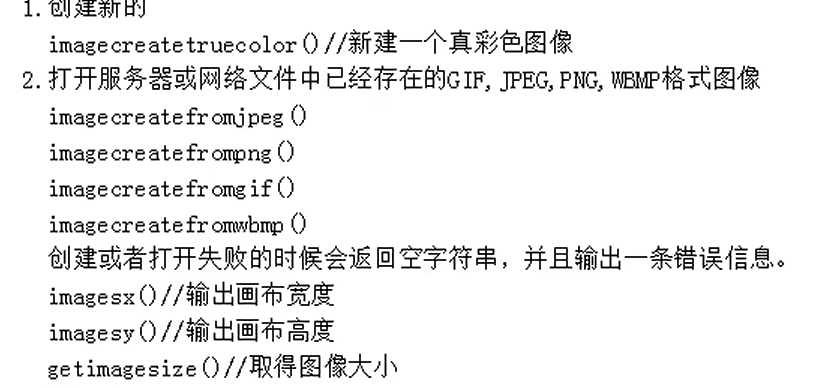 1.创建新的
imagecreatetruecolor()//新建一个真彩色图像
2.打开服务器或网络文件中已经存在的GIF,JPEG,PNG,WBMP格式图像
imagecreatefromjpeg()
imagecreatefrompng()
imagecreatefromgif()
imagecreatefromwbmp()
创建或者打开失败的时候会返回空字符串，并且输出一条错误信息。
imagesx()//输出画布宽度
imagesy()//输出画布高度
getimagesize()//取得图像大小